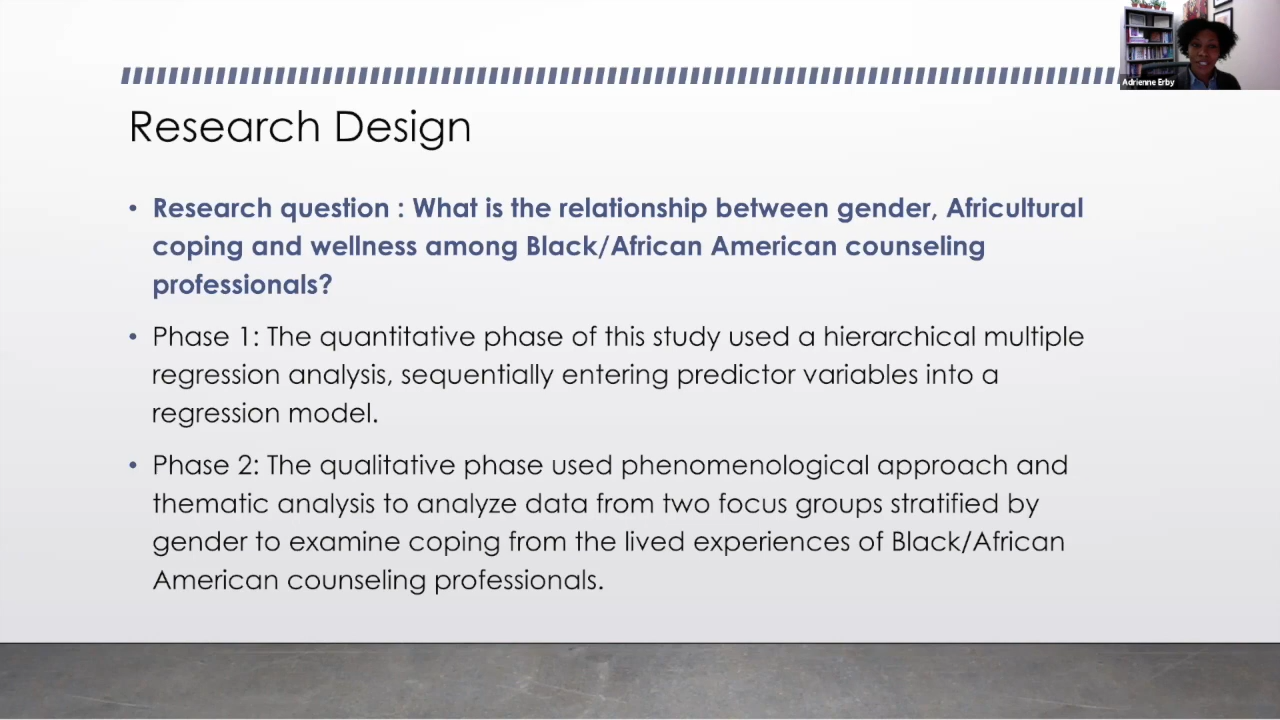 Adrienne Erby
Research Design
• Research question : What is the relationship between gender, Africultural
coping and wellness among Black/African American counseling
professionals?
• Phase 1: The quantitative phase of this study used a hierarchical multiple
regression analysis, sequentially entering predictor variables into a
regression model.
• Phase 2: The qualitative phase used phenomenological approach and
thematic analysis to analyze data from two focus groups stratified by
gender to examine coping from the lived experiences of Black/African
American counseling professionals.